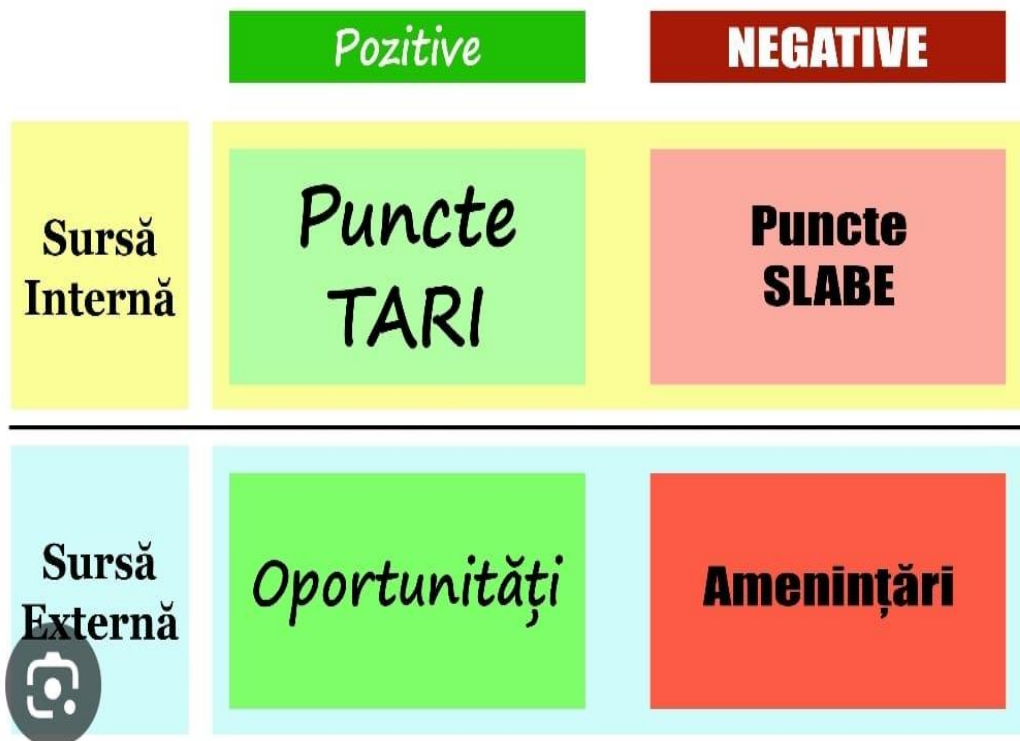 Pozitive
NEGATIVE
Sursă
Internă
Puncte
TARI
Puncte
SLABE
Sursă
Externă
Oportunități
Amenințări